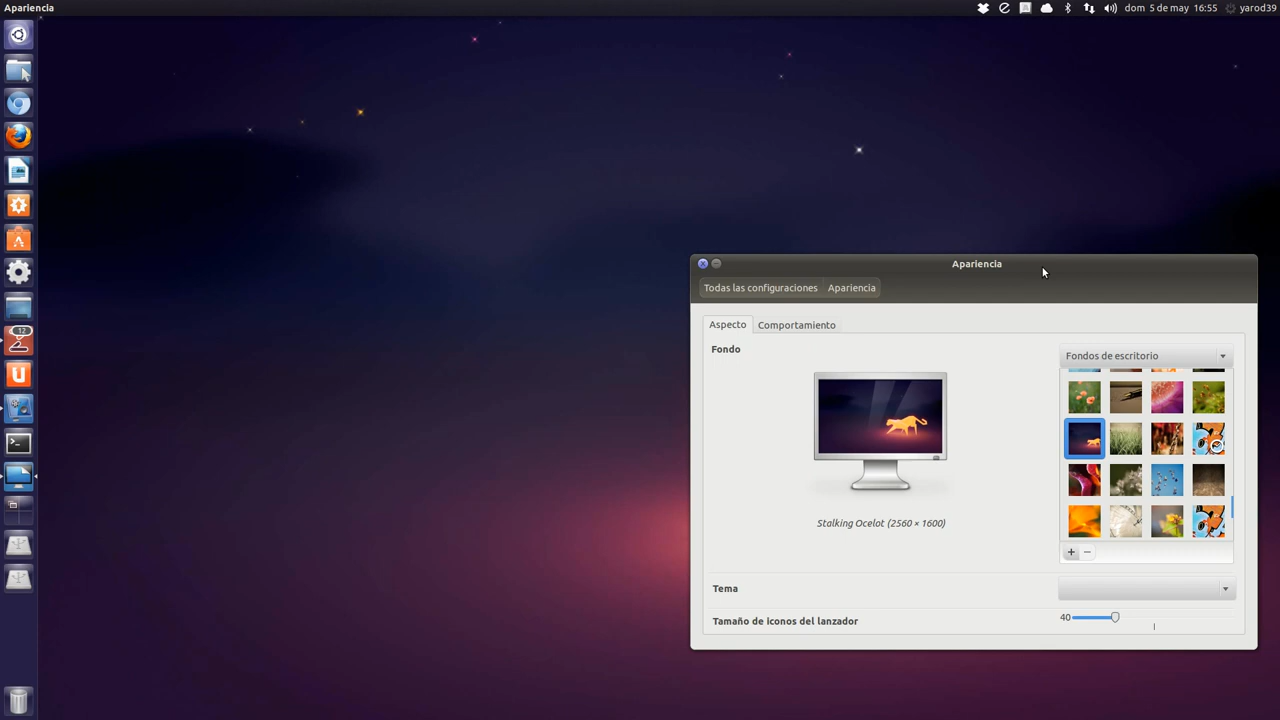 Apariencia
dom 5 de may 16:55
yarod39
12
Apariencia
Todas las configuraciones
Apariencia
Aspecto
Comportamiento
Fondo
Fondos de escritorio
Stalking Ocelot (2560 × 1600)
Tema
Tamaño de iconos del lanzador
40